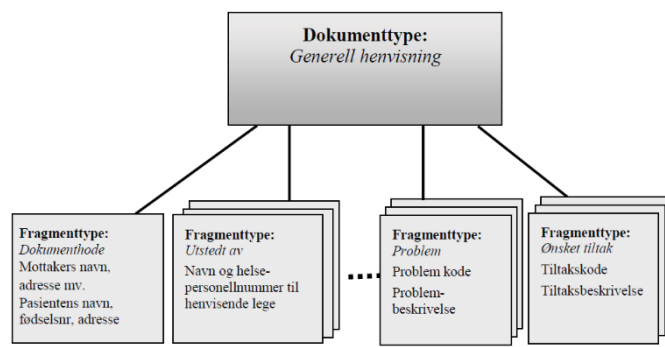 Dokumenttype:
Generell henvisning
Fragmenttype:
Dokumenthode
Mottakers navn,
adresse mv.
Pasientens navn,
fødselsnr, adresse
Fragmenttype:
Utstedt av
Navn og helse-
personellnummer til
henvisende lege
Fragmenttype:
Problem
Problem kode
Problem-
beskrivelse
Fragmenttype:
Ønsket tiltak
Tiltakskode
Tiltaksbeskrivelse